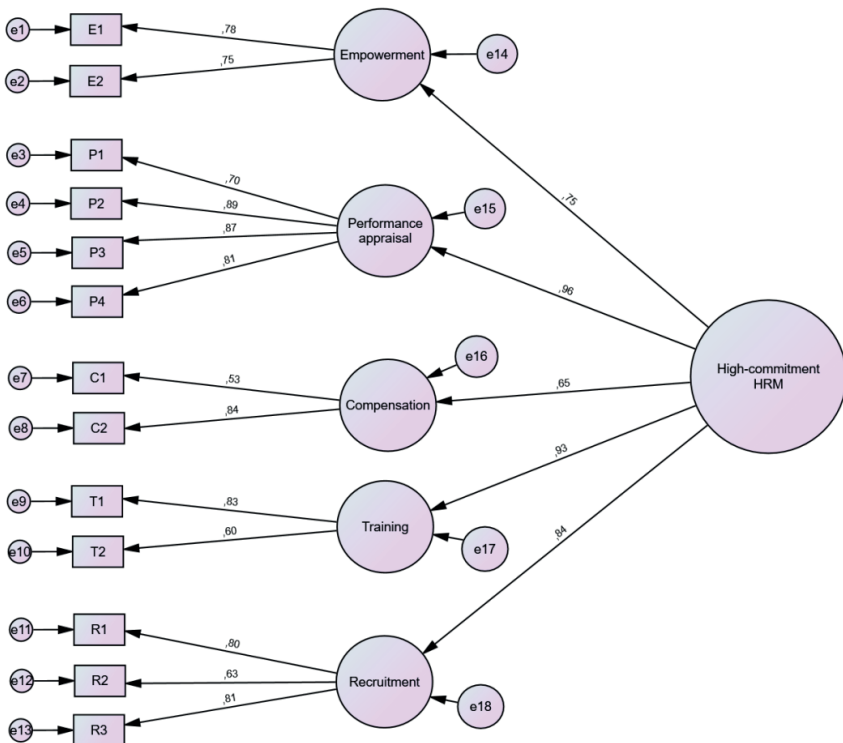 e1
E1
,78
Empowerment
e14
e2
E2
,75
e3
P1
,70
e4
P2
,89
Performance
appraisal
e15
e5
P3
,87
e6
P4
,81
,75
,96
High-commitment
HRM
e7
C1
,53
e16
Compensation
,65
e8
C2
,84
e9
T1
,83
Training
,93
e17
e10
T2
,60
,84
e11
R1
,80
e12
R2
,63
Recruitment
e18
e13
R3
,81